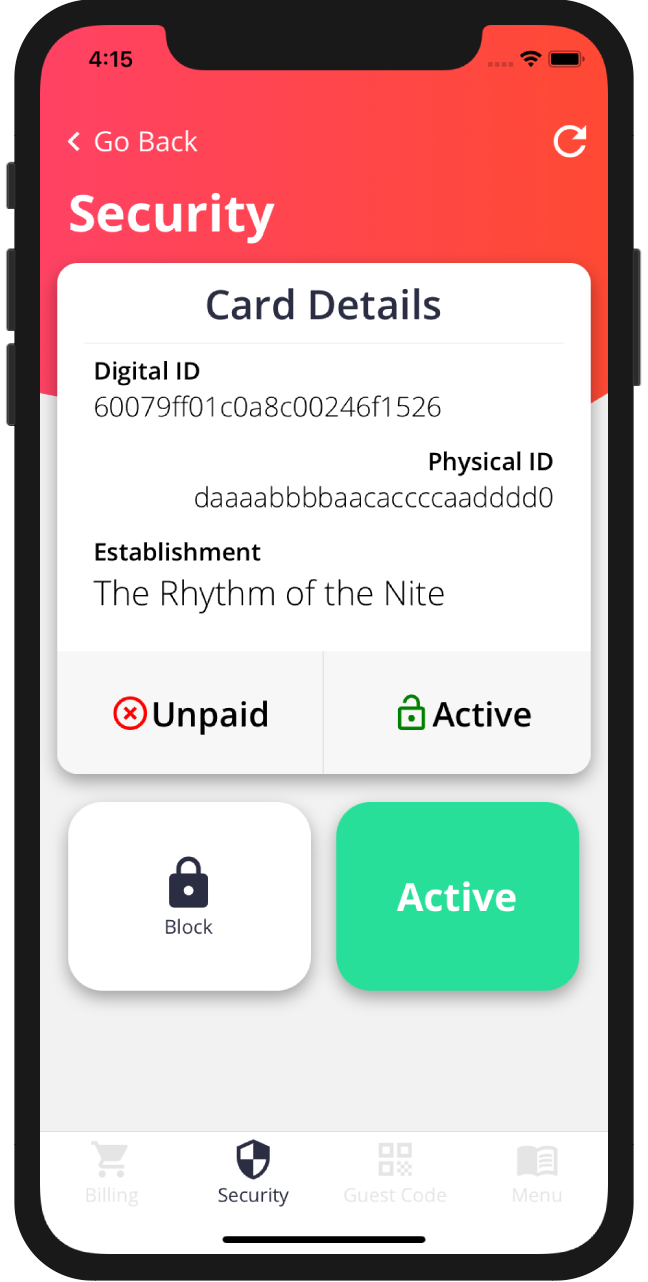 4:15
Go Back
Security
Card Details
Digital ID
60079ff01c0a8c00246f1526
Physical ID
daaaabbbbaacaccccaadddd0
Establishment
The Rhythm of the Nite
Unpaid
Active
Block
Active
Billing
Security
Guest Code
Menu